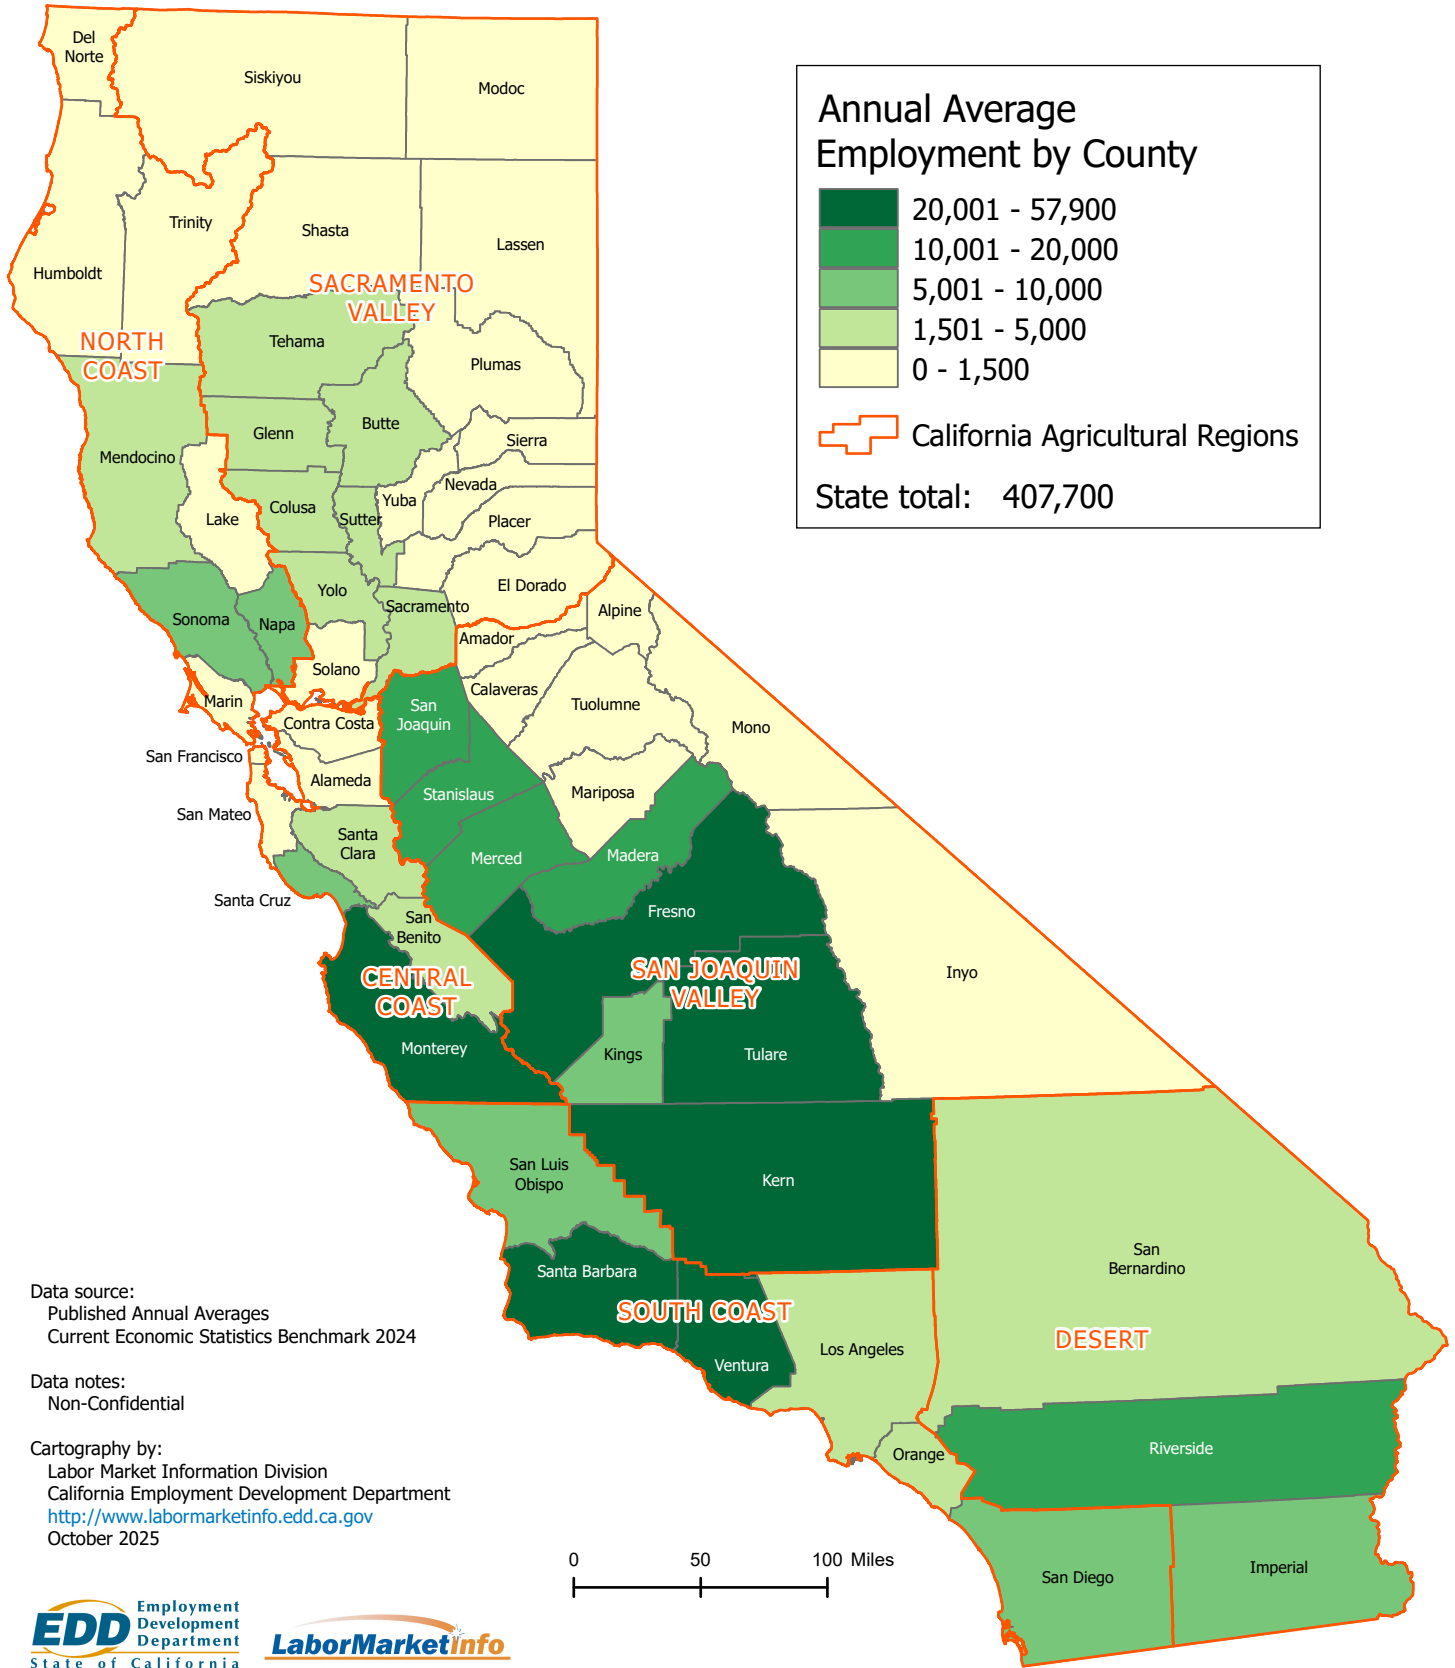 Del
Norte
Siskiyou
Modoc
Annual Average
Employment by County
20,001 - 57,900
10,001 - 20,000
5,001 - 10,000
1,501 - 5,000
0 - 1,500
California Agricultural Regions
State total: 407,700
Trinity
Shasta
Lassen
Humboldt
SACRAMENTO
VALLEY
NORTH
COAST
Tehama
Plumas
Glenn
Butte
Sierra
Mendocino
Nevada
Yuba
Colusa
Sutter
Lake
Placer
Yolo
El Dorado
Sacramento
Alpine
Sonoma
Napa
Amador
Solano
Calaveras
Marin
San
Joaquin
Tuolumne
Contra Costa
Mono
San Francisco
Alameda
Stanislaus
Mariposa
San Mateo
Santa
Clara
Merced
Madera
Santa Cruz
San
Benito
Fresno
CENTRAL
COAST
SAN JOAQUIN
VALLEY
Inyo
Monterey
Kings
Tulare
San Luis
Obispo
Kern
San
Bernardino
Santa Barbara
SOUTH COAST
DESERT
Los Angeles
Ventura
Orange
Riverside
San Diego
Imperial
Data source:
Published Annual Averages
Current Economic Statistics Benchmark 2024
Data notes:
Non-Confidential
Cartography by:
Labor Market Information Division
California Employment Development Department
http://www.labormarketinfo.edd.ca.gov
October 2025
0 50 100 Miles
EDD
Employment
Development
Department
State of California
LaborMarketInfo